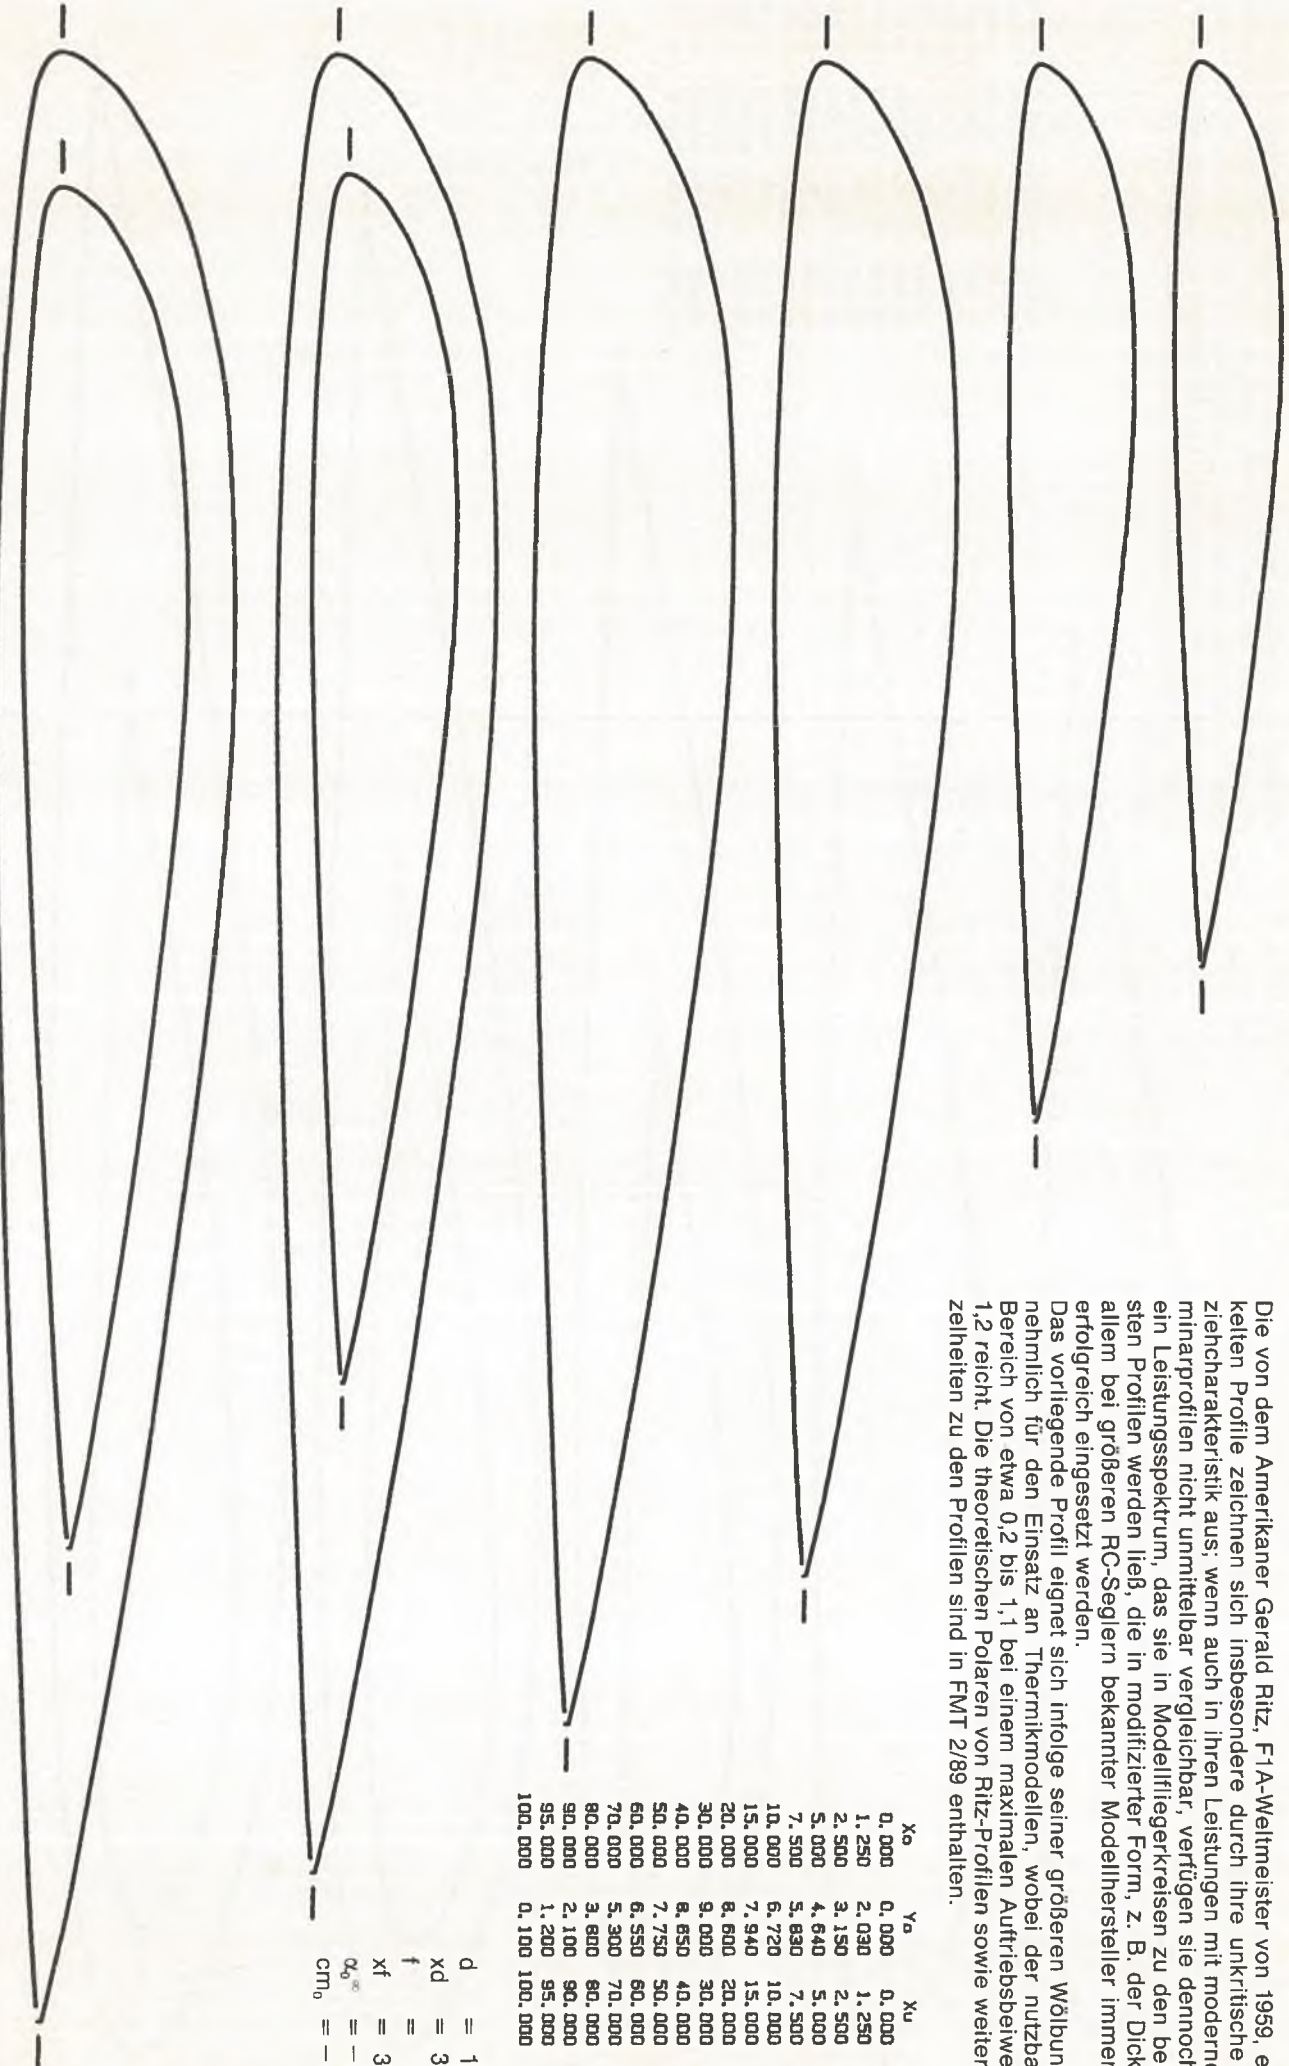 Die von dem Amerikaner Gerald Ritz, F1A-Weltmeister von 1959, e
kelten Profile zeichnen sich insbesondere durch ihre unkritische
ziehcharakteristik aus; wenn auch in ihren Leistungen mit modern
minarprofilen nicht unmittelbar vergleichbar, verfügen sie dennoch
ein Leistungsspektrum, das sie in Modellfliegerkreisen zu den be
sten Profilen werden ließ, die in modifizierter Form, z. B. der Dick
allem bei größeren RC-Seglern bekannter Modellhersteller immer
erfolgreich eingesetzt werden.
Das vorliegende Profil eignet sich infolge seiner größeren Wölbun
nehmlich für den Einsatz an Thermikmodellen, wobei der nutzba
Bereich von etwa 0,2 bis 1,1 bei einem maximalen Auftriebsbeiwe
1,2 reicht. Die theoretischen Polaren von Ritz-Profilen sowie weiter
zelheiten zu den Profilen sind in FMT 2/89 enthalten.
Xo Yo Xu
0.000 0.000 0.000
1.250 2.030 1.250
2.500 3.150 2.500
5.000 4.640 5.000
7.500 5.830 7.500
10.000 6.720 10.000
15.000 7.940 15.000
20.000 8.600 20.000
30.000 9.000 30.000
40.000 8.650 40.000
50.000 7.750 50.000
60.000 6.550 60.000
70.000 5.300 70.000
80.000 3.800 80.000
90.000 2.100 90.000
95.000 1.200 95.000
100.000 0.100 100.000
d = 1
xd = 3
f =
xf = 3
α₀∞ = –
cm₀ = –